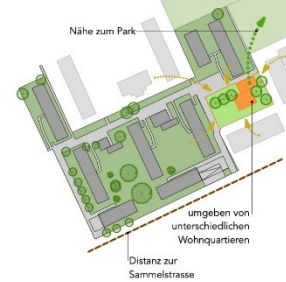 Nähe zum Park
umgeben von
unterschiedlichen
Wohnquartieren
Distanz zur
Sammelstrasse